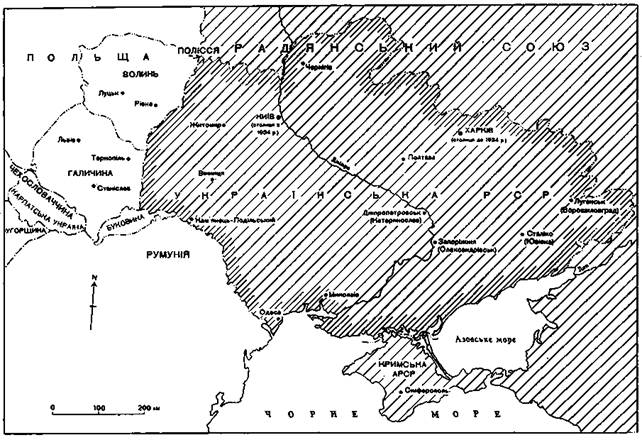 ПОЛЬЩА
ПОЛІССЯ
РАДЯНСЬКИЙ СОЮЗ
ВОЛИНЬ
Чернігів
Луцьк
Рівне
Житомир
КИЇВ
(столиця з
1934 р.)
ХАРКІВ
(столиця до 1934 р.)
Львів
Тернопіль
Полтава
ГАЛИЧИНА
Вінниця
Станіслав
УКРАЇНСЬКА РСР
ЧЕХОСЛОВАЧЧИНА
(КАРПАТСЬКА УКРАЇНА)
УГОРЩИНА
БУКОВИНА
Кам'янець-Подільський
Дніпропетровськ
(Катеринослав)
Луганськ
(Ворошиловград)
Запоріжжя
(Олександрівськ)
Сталіно
(Юзівка)
РУМУНІЯ
N
Миколаїв
Одеса
Азовське море
КРИМСЬКА
АРСР
Симферополь
0 100 200 км
ЧОРНЕ МОРЕ